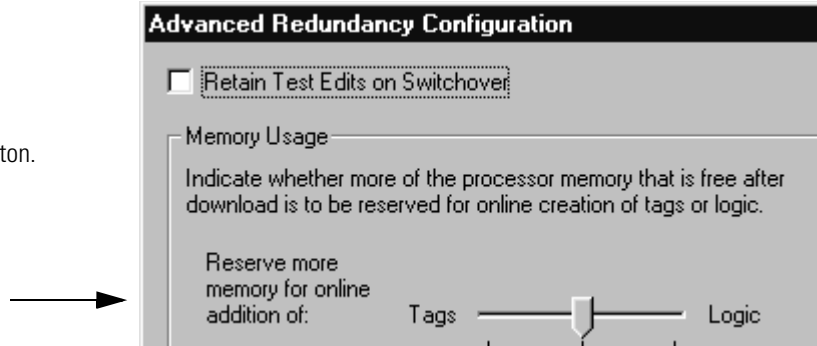 Advanced Redundancy Configuration
Retain Test Edits on Switchover
ton.
Memory Usage
Indicate whether more of the processor memory that is free after
download is to be reserved for online creation of tags or logic.
Reserve more
memory for online
addition of:
Tags
Logic